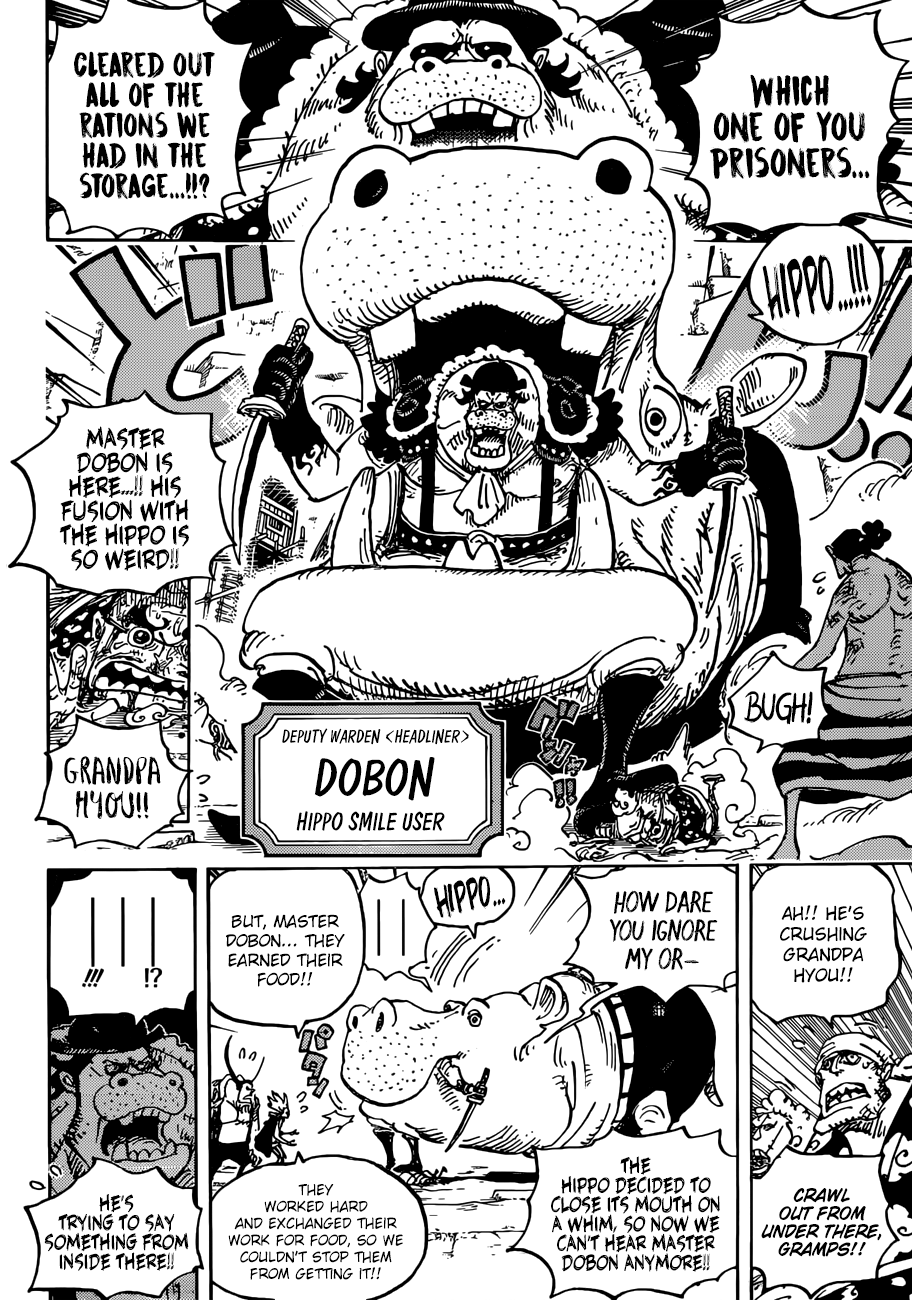 WHICH
ONE OF YOU
PRISONERS...
CLEARED OUT
ALL OF THE
RATIONS WE
HAD IN THE
STORAGE...!!!?
HIPPO ....!!!
ド!!
MASTER
DOBON IS
HERE...!! HIS
FUSION WITH
THE HIPPO IS
SO WEIRD!!
BUGH!
GRANDPA
HYOU!!
DEPUTY WARDEN <HEADLINER>
DOBON
HIPPO SMILE USER
AH!! HE'S
CRUSHING
GRANDPA
HYOU!!
CRAWL
OUT FROM
UNDER THERE,
GRAMPS!!
HOW DARE
YOU IGNORE
MY OR—
HIPPO...
THE
HIPPO DECIDED TO
CLOSE ITS MOUTH ON
A WHIM, SO NOW WE
CAN'T HEAR MASTER
DOBON ANYMORE!!
BUT, MASTER
DOBON... THEY
EARNED THEIR
FOOD!!
THEY
WORKED HARD
AND EXCHANGED THEIR
WORK FOR FOOD, SO WE
COULDN'T STOP THEM
FROM GETTING IT!!
!?
!!!
HE'S
TRYING TO SAY
SOMETHING FROM
INSIDE THERE!!